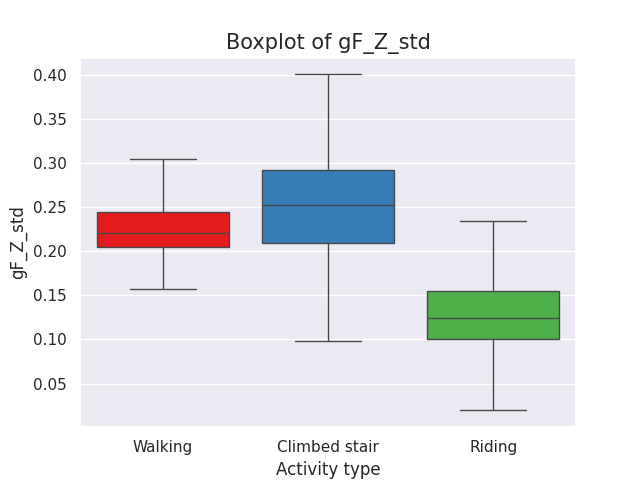 Boxplot of gF_Z_std
0.40
0.35
0.30
0.25
0.20
0.15
0.10
0.05
gF_Z_std
Walking
Climbed stair
Riding
Activity type